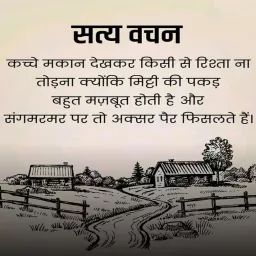 सत्य वचन
कच्चे मकान देखकर किसी से रिश्ता ना
तोड़ना क्योंकि मिट्टी की पकड़
बहुत मज़बूत होती है और
संगमरमर पर तो अक्सर पैर फिसलते हैं।